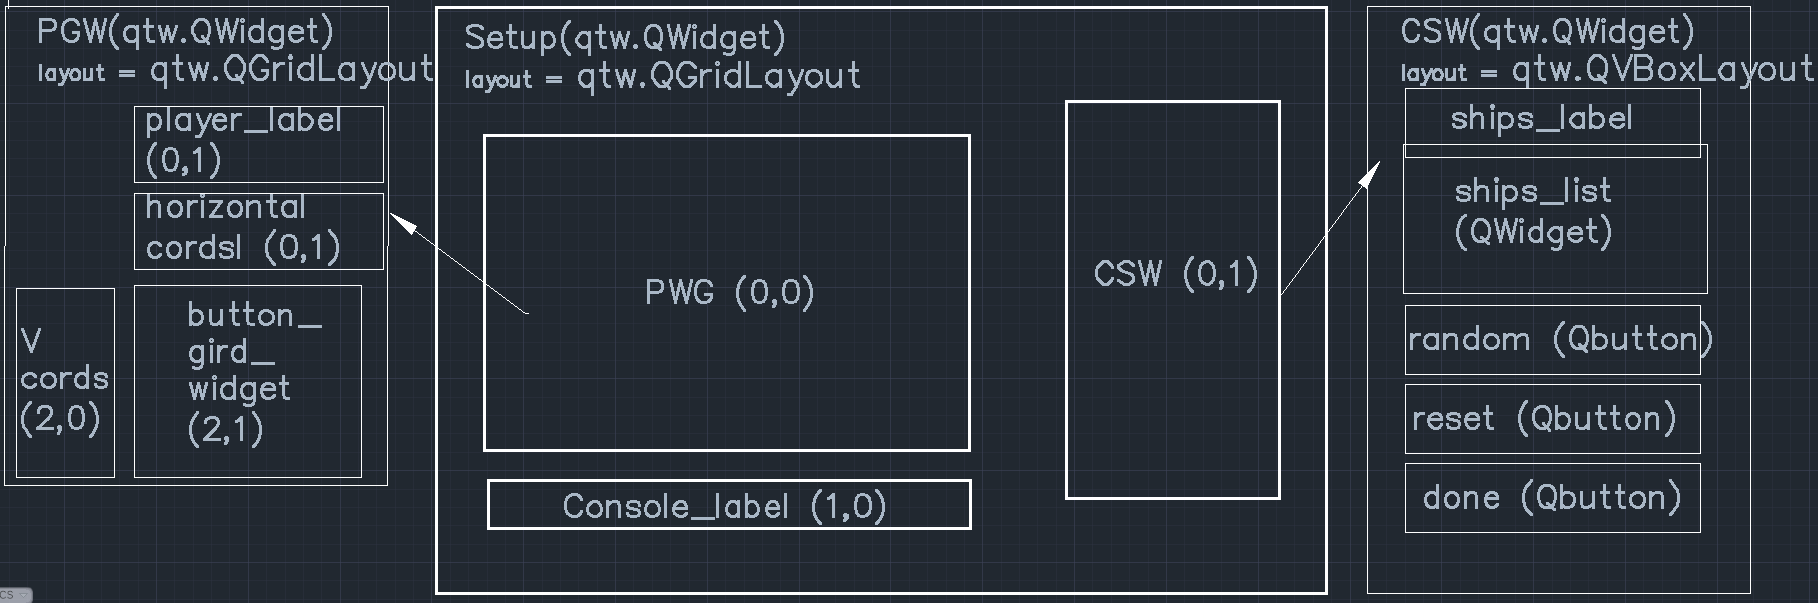 PGW(qtw.QWidget)
layout = qtw.QGridLayout
player_label
(0,1)
horizontal
cordsl (0,1)
V
cords
(2,0)
button_
gird_
widget
(2,1)
Setup(qtw.QWidget)
layout = qtw.QGridLayout
PWG (0,0)
CSW (0,1)
Console_label (1,0)
CSW(qtw.QWidget)
layout = qtw.QVBoxLayout
ships_label
ships_list
(QWidget)
random (Qbutton)
reset (Qbutton)
done (Qbutton)
CS